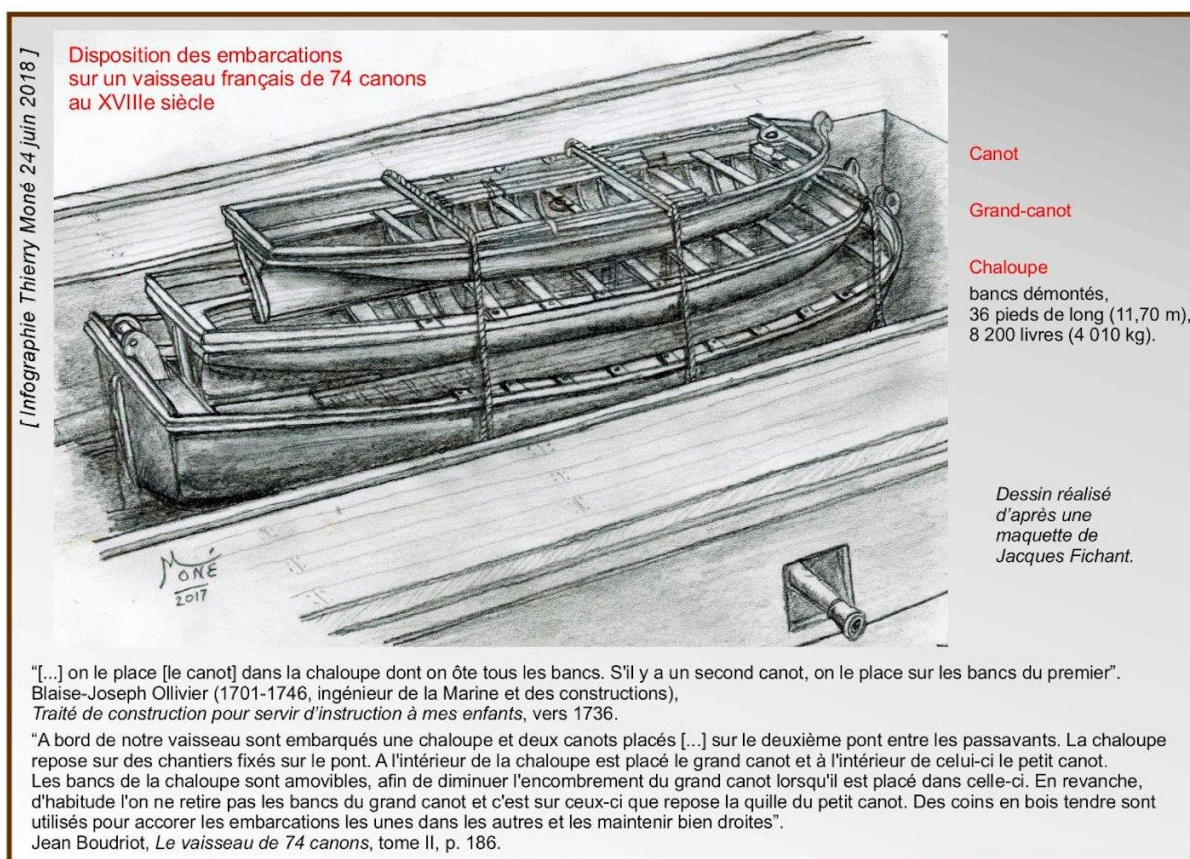 Disposition des embarcations
sur un vaisseau français de 74 canons
au XVIIIe siècle
[ Infographie Thierry Moné 24 juin 2018 ]
Canot
Grand-canot
Chaloupe
bancs démontés,
36 pieds de long (11,70 m),
8 200 livres (4 010 kg).
Dessin réalisé
d'après une
maquette de
Jacques Fichant.
MONÉ
2017
“[...] on le place [le canot] dans la chaloupe dont on ôte tous les bancs. S'il y a un second canot, on le place sur les bancs du premier”.
Blaise-Joseph Ollivier (1701-1746, ingénieur de la Marine et des constructions),
Traité de construction pour servir d'instruction à mes enfants, vers 1736.
“A bord de notre vaisseau sont embarqués une chaloupe et deux canots placés [...] sur le deuxième pont entre les passavants. La chaloupe
repose sur des chantiers fixés sur le pont. A l'intérieur de la chaloupe est placé le grand canot et à l'intérieur de celui-ci le petit canot.
Les bancs de la chaloupe sont amovibles, afin de diminuer l'encombrement du grand canot lorsqu'il est placé dans celle-ci. En revanche,
d'habitude l'on ne retire pas les bancs du grand canot et c'est sur ceux-ci que repose la quille du petit canot. Des coins en bois tendre sont
utilisés pour accorer les embarcations les unes dans les autres et les maintenir bien droites”.
Jean Boudriot, Le vaisseau de 74 canons, tome II, p. 186.